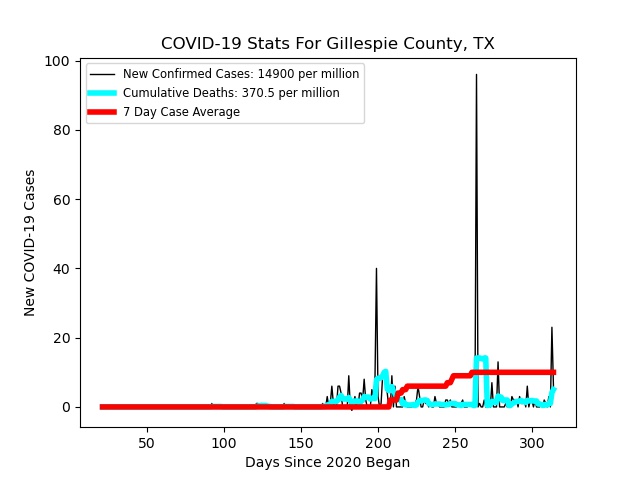 COVID-19 Stats For Gillespie County, TX
New Confirmed Cases: 14900 per million
Cumulative Deaths: 370.5 per million
7 Day Case Average
100
80
60
40
20
0
New COVID-19 Cases
50 100 150 200 250 300
Days Since 2020 Began